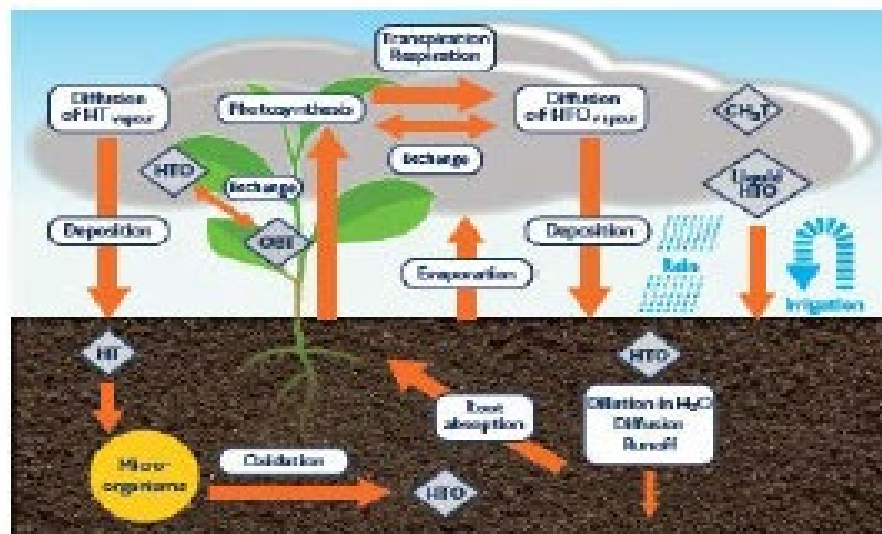 Transpiration
Respiration
Diffusion
of HT vapour
Photosynthesis
Diffusion
of HTO vapour
CH₃T
HTO
Exchange
Exchange
Liquid
HTO
Deposition
OBT
Evaporation
Deposition
Rain
Irrigation
HT
HTO
Root
absorption
Dilution in H₂O
Diffusion
Runoff
Micro-
organisms
Oxidation
HTO